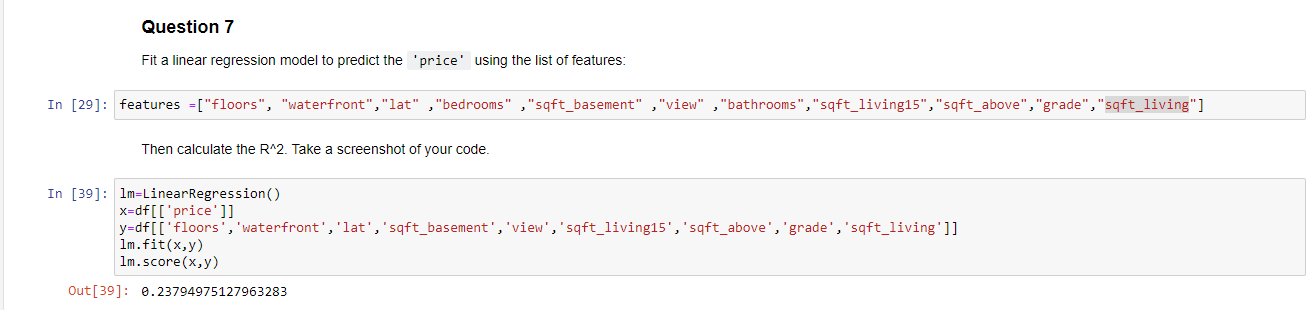 Question 7
Fit a linear regression model to predict the 'price' using the list of features:
In [29]: features =["floors", "waterfront","lat" ,"bedrooms" ,"sqft_basement" ,"view" ,"bathrooms","sqft_living15","sqft_above","grade","sqft_living"]
Then calculate the R^2. Take a screenshot of your code.
In [39]: lm=LinearRegression()
x=df[['price']]
y=df[['floors','waterfront','lat','sqft_basement','view','sqft_living15','sqft_above','grade','sqft_living']]
lm.fit(x,y)
lm.score(x,y)
Out[39]: 0.23794975127963283